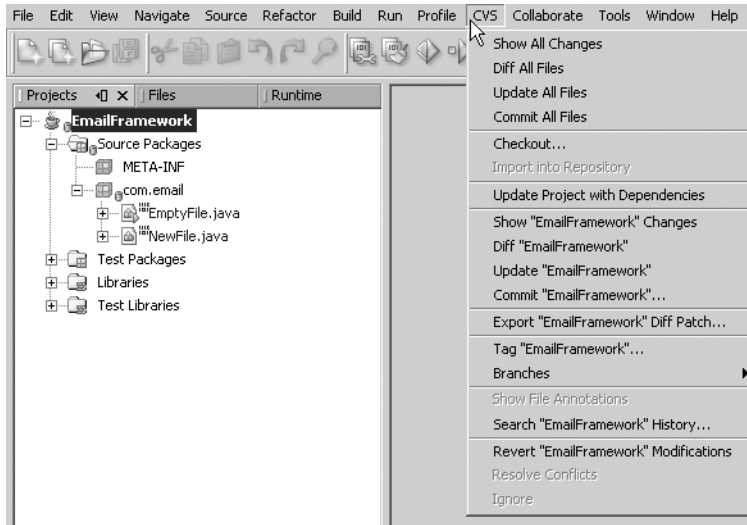 File Edit View Navigate Source Refactor Build Run Profile CVS Collaborate Tools Window Help
Projects Files Runtime
EmailFramework
Source Packages
META-INF
com.email
EmptyFile.java
NewFile.java
Test Packages
Libraries
Test Libraries
Show All Changes
Diff All Files
Update All Files
Commit All Files
Checkout...
Import into Repository
Update Project with Dependencies
Show "EmailFramework" Changes
Diff "EmailFramework"
Update "EmailFramework"
Commit "EmailFramework"...
Export "EmailFramework" Diff Patch...
Tag "EmailFramework"...
Branches
Show File Annotations
Search "EmailFramework" History...
Revert "EmailFramework" Modifications
Resolve Conflicts
Ignore